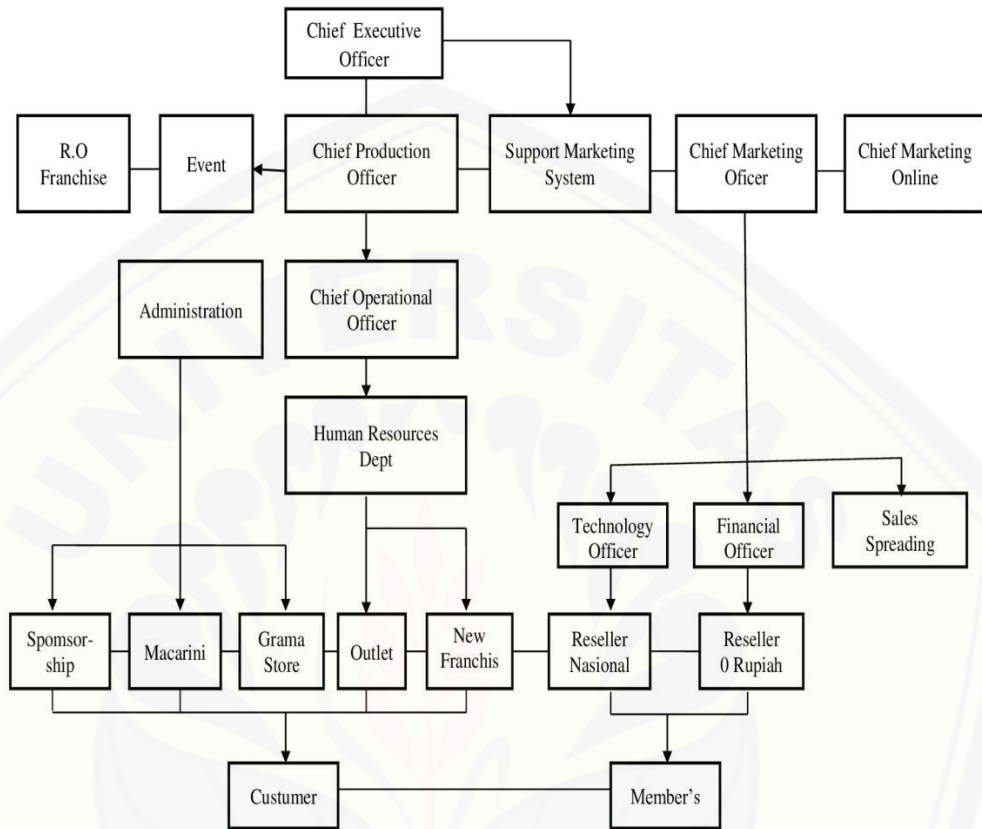 Chief Executive
Officer
R.O
Franchise
Event
Chief Production
Officer
Support Marketing
System
Chief Marketing
Oficer
Chief Marketing
Online
Administration
Chief Operational
Officer
Human Resources
Dept
Technology
Officer
Financial
Officer
Sales
Spreading
Spomsor-
ship
Macarini
Grama
Store
Outlet
New
Franchis
Reseller
Nasional
Reseller
0 Rupiah
Custumer
Member's
UNIVERSITAS